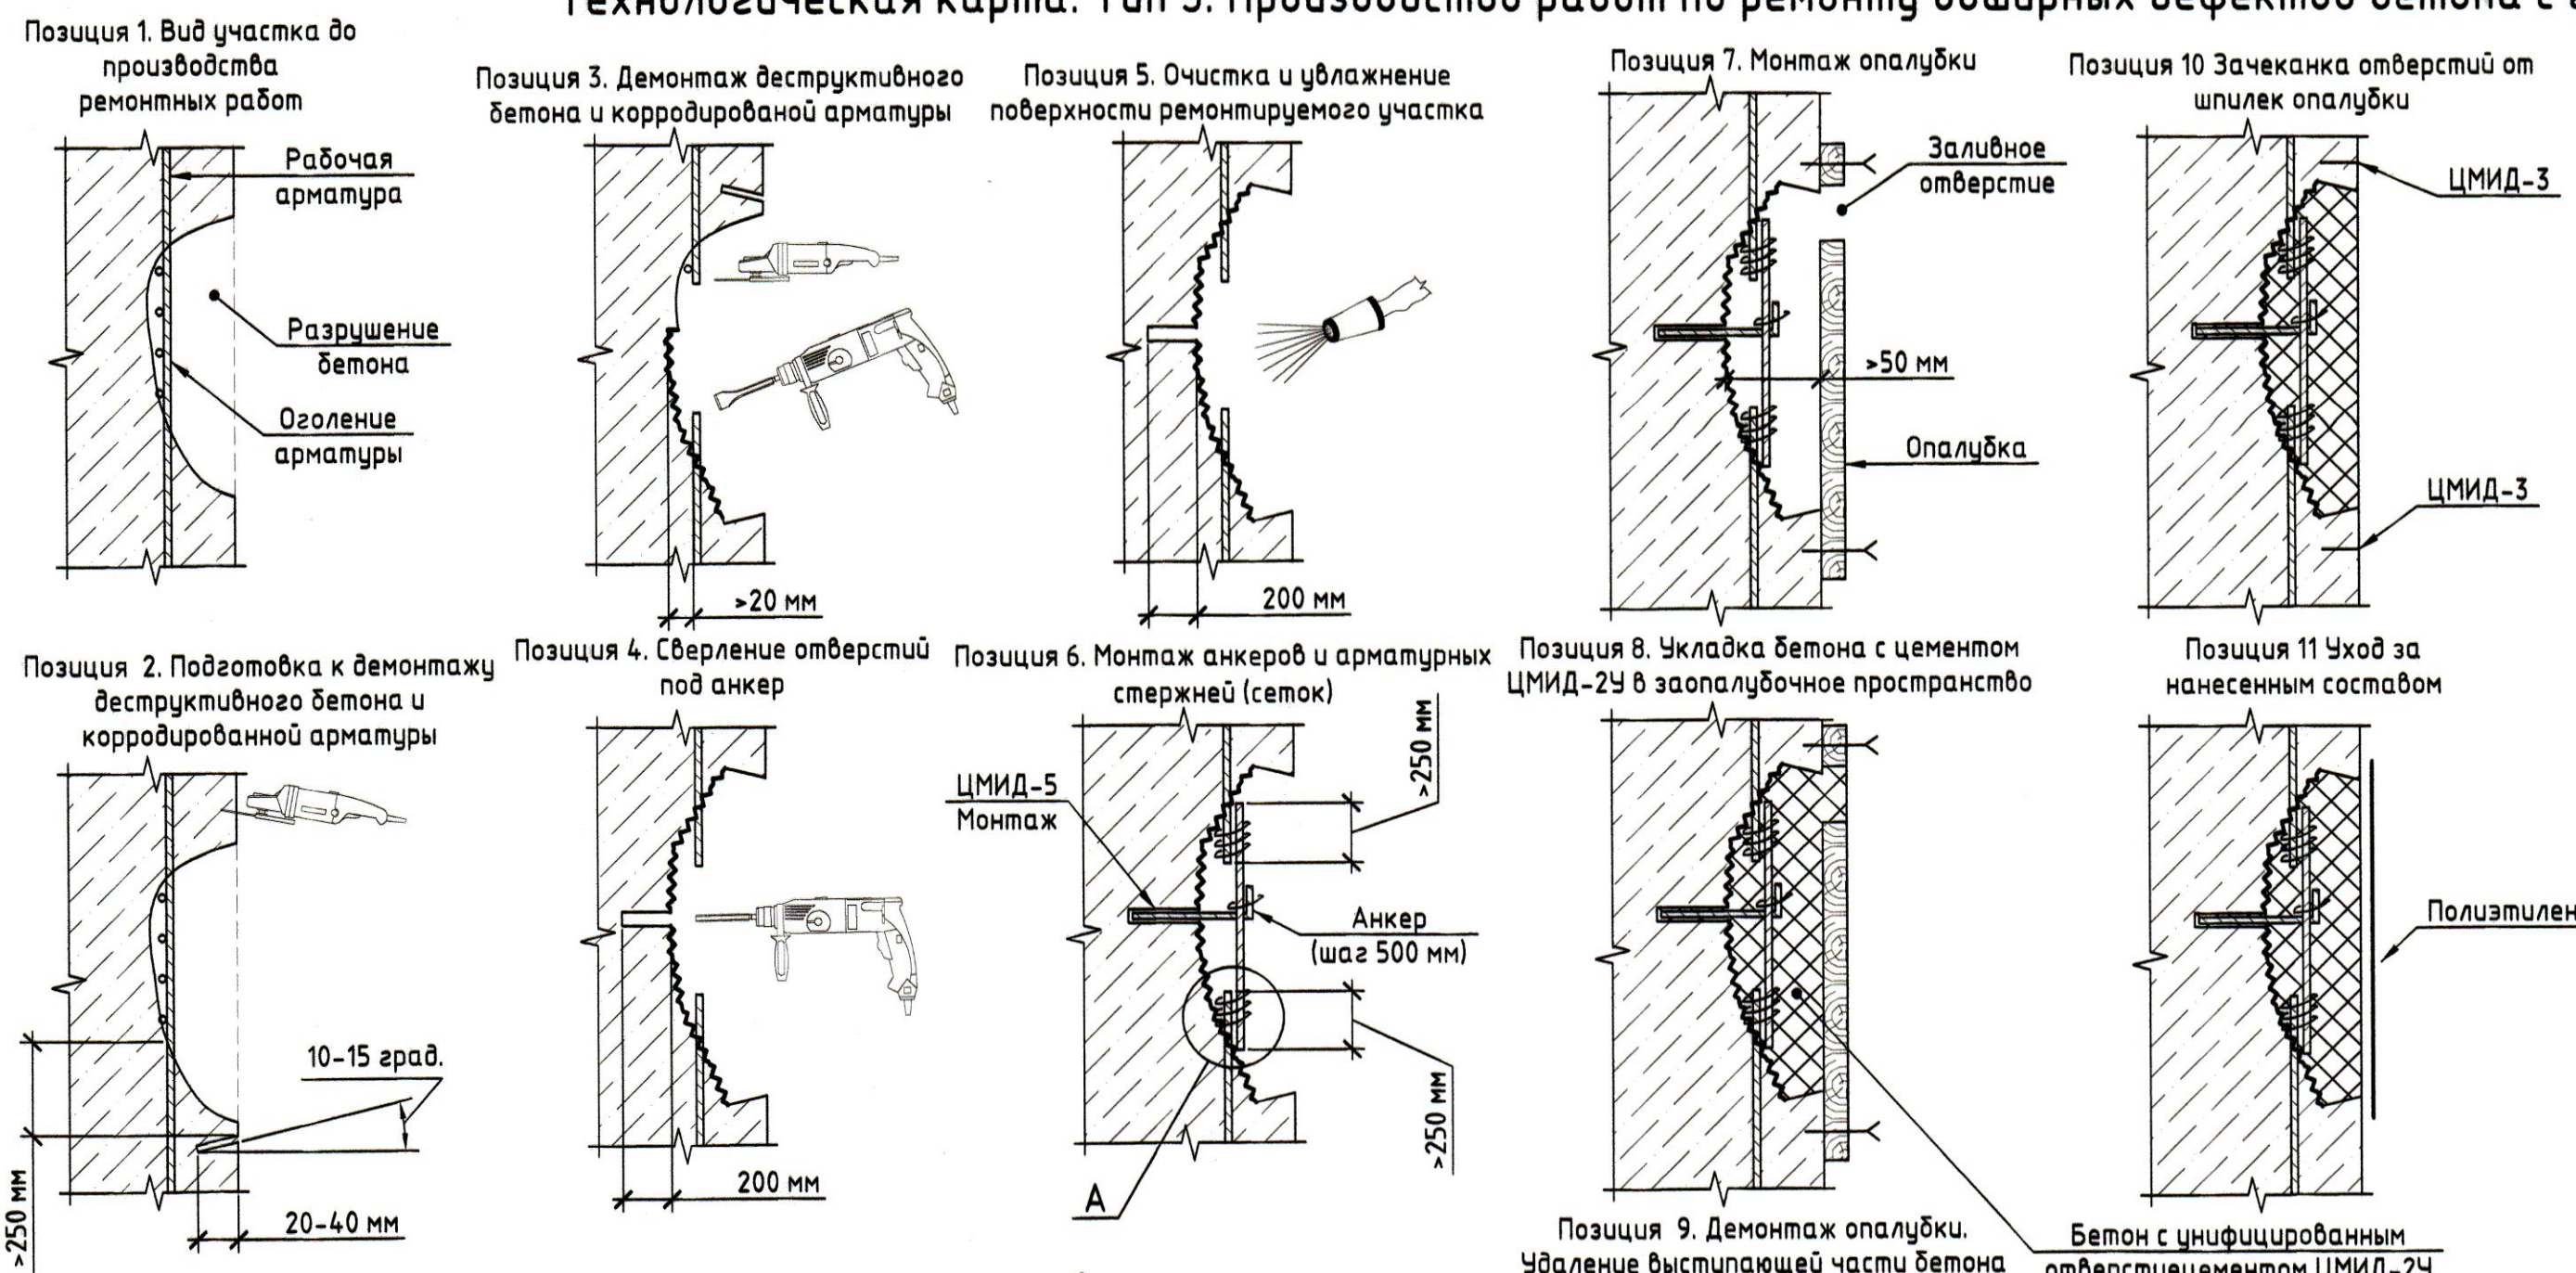 Технологическая карта. Тип 5. Производство работ по ремонту обширных дефектов бетона с
Позиция 1. Вид участка до
производства
ремонтных работ
Рабочая
арматура
Разрушение
бетона
Оголение
арматуры
Позиция 3. Демонтаж деструктивного
бетона и корродированой арматуры
>20 мм
Позиция 5. Очистка и увлажнение
поверхности ремонтируемого участка
200 мм
Позиция 7. Монтаж опалубки
Заливное
отверстие
>50 мм
Опалубка
Позиция 10 Зачеканка отверстий от
шпилек опалубки
ЦМИД-3
ЦМИД-3
Позиция 2. Подготовка к демонтажу
деструктивного бетона и
корродированной арматуры
10-15 град.
>250 мм
20-40 мм
Позиция 4. Сверление отверстий
под анкер
200 мм
Позиция 6. Монтаж анкеров и арматурных
стержней (сеток)
ЦМИД-5
Монтаж
>250 мм
Анкер
(шаг 500 мм)
>250 мм
А
Позиция 8. Укладка бетона с цементом
ЦМИД-2У в заопалубочное пространство
Позиция 9. Демонтаж опалубки.
Удаление выступающей части бетона
Бетон с унифицированным
отверстиецементом ЦМИД-2У
Позиция 11 Уход за
нанесенным составом
Полиэтилен